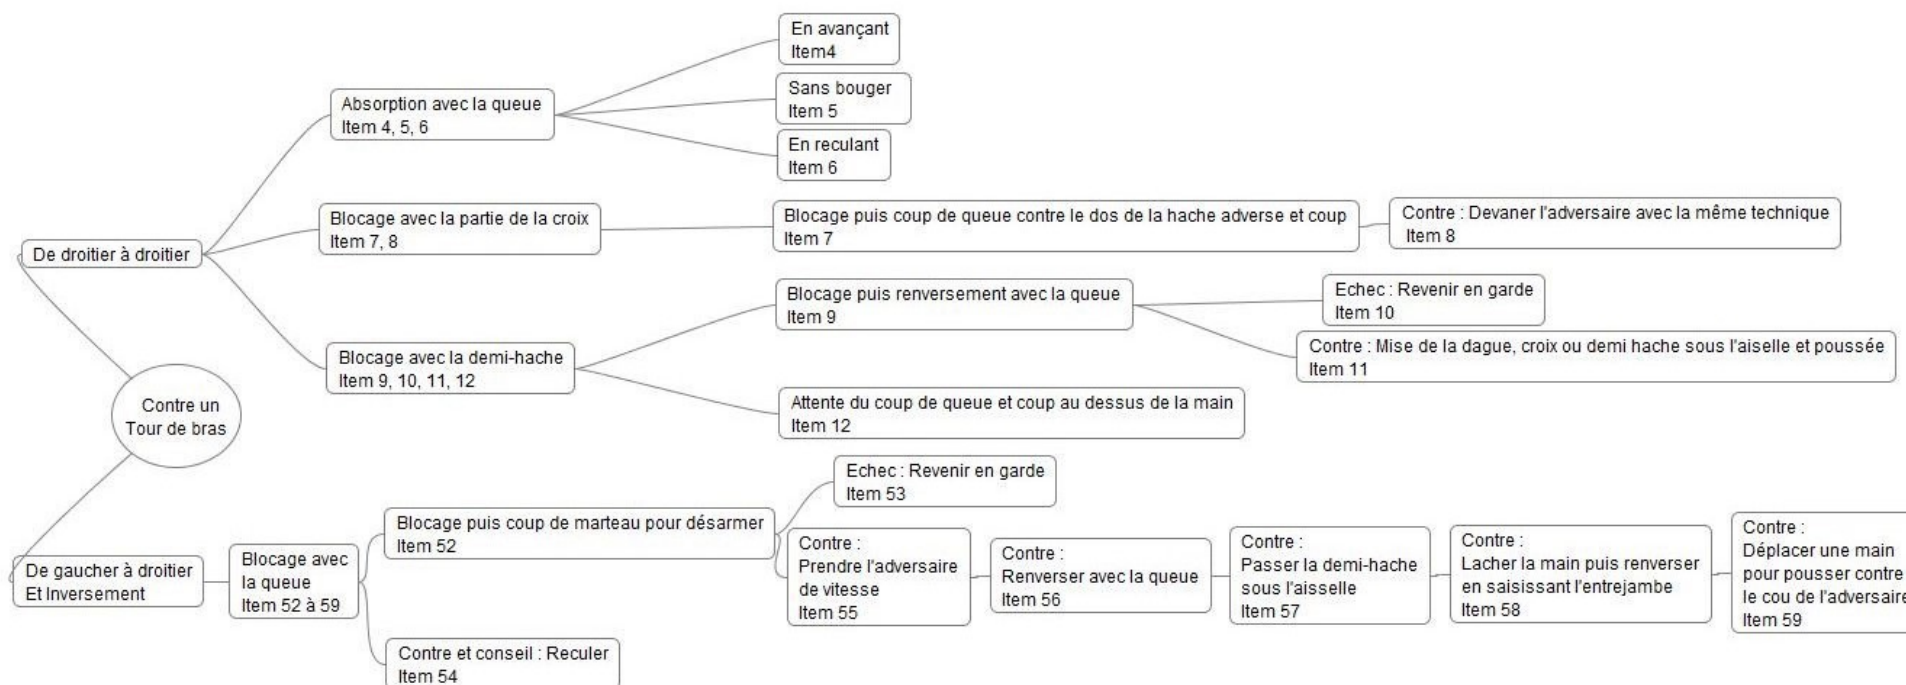 En avançant
Item4
Absorption avec la queue
Item 4, 5, 6
Sans bouger
Item 5
En reculant
Item 6
De droitier à droitier
Blocage avec la partie de la croix
Item 7, 8
Blocage puis coup de queue contre le dos de la hache adverse et coup
Item 7
Contre : Devaner l'adversaire avec la même technique
Item 8
Blocage avec la demi-hache
Item 9, 10, 11, 12
Blocage puis renversement avec la queue
Item 9
Echec : Revenir en garde
Item 10
Contre : Mise de la dague, croix ou demi hache sous l'aiselle et poussée
Item 11
Attente du coup de queue et coup au dessus de la main
Item 12
Contre un
Tour de bras
De gaucher à droitier
Et Inversement
Blocage avec
la queue
Item 52 à 59
Blocage puis coup de marteau pour désarmer
Item 52
Echec : Revenir en garde
Item 53
Contre :
Prendre l'adversaire
de vitesse
Item 55
Contre :
Renverser avec la queue
Item 56
Contre :
Passer la demi-hache
sous l'aisselle
Item 57
Contre :
Lacher la main puis renverser
en saisissant l'entrejambe
Item 58
Contre :
Déplacer une main
pour pousser contre
le cou de l'adversaire
Item 59
Contre et conseil : Reculer
Item 54